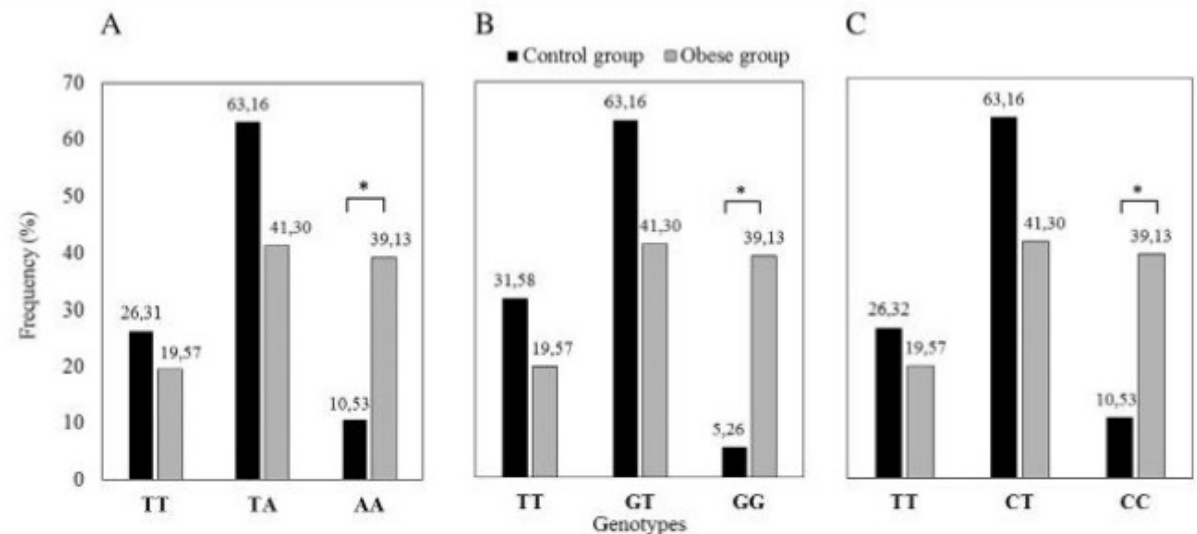 A B C
■ Control group ■ Obese group
Frequency (%)
70
60
50
40
30
20
10
0
26,31 19,57 63,16 41,30 10,53 * 39,13
TT TA AA
31,58 19,57 63,16 41,30 5,26 * 39,13
TT GT GG
26,32 19,57 63,16 41,30 10,53 * 39,13
TT CT CC
Genotypes